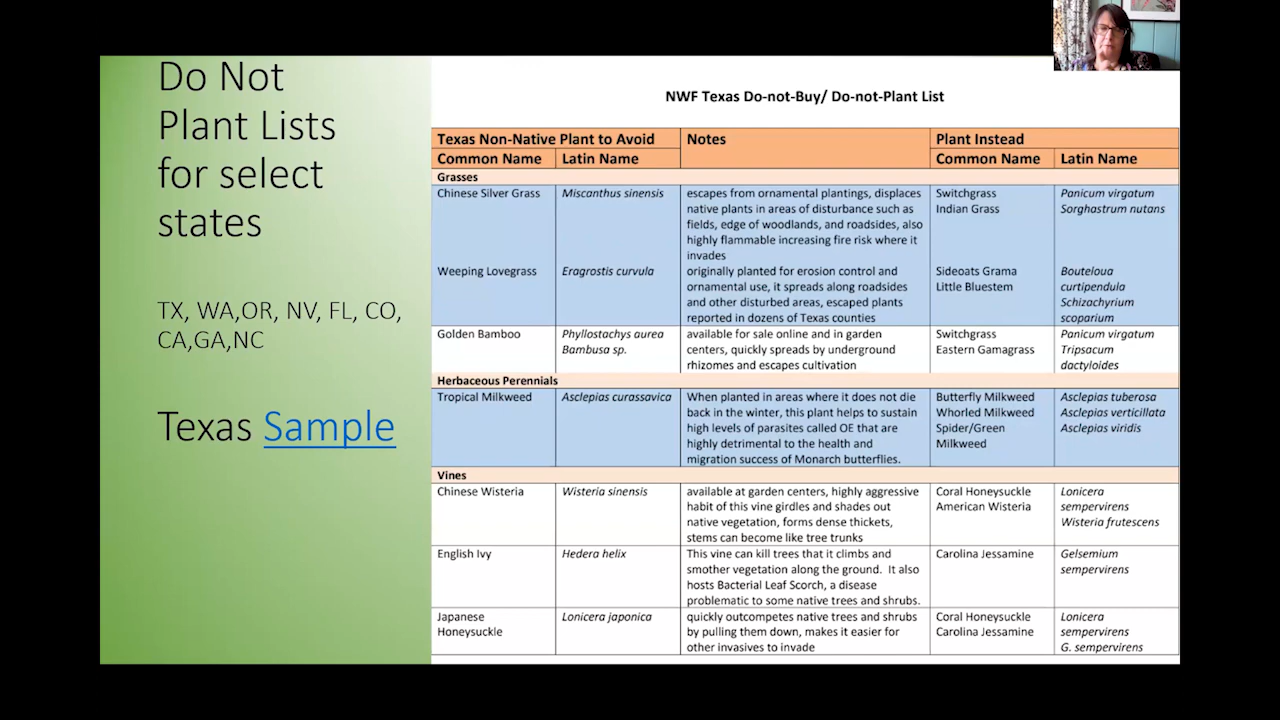 Do Not
Plant Lists
for select
states
TX, WA,OR, NV, FL, CO,
CA,GA,NC
Texas Sample
NWF Texas Do-not-Buy/ Do-not-Plant List
Texas Non-Native Plant to Avoid Notes Plant Instead
Common Name Latin Name Common Name Latin Name
Grasses
Chinese Silver Grass Miscanthus sinensis escapes from ornamental plantings, displaces Switchgrass Panicum virgatum
native plants in areas of disturbance such as Indian Grass Sorghastrum nutans
fields, edge of woodlands, and roadsides, also
highly flammable increasing fire risk where it
invades
Weeping Lovegrass Eragrostis curvula originally planted for erosion control and Sideoats Grama Bouteloua
ornamental use, it spreads along roadsides Little Bluestem curtipendula
and other disturbed areas, escaped plants Schizachyrium
reported in dozens of Texas counties scoparium
Golden Bamboo Phyllostachys aurea available for sale online and in garden Switchgrass Panicum virgatum
Bambusa sp. centers, quickly spreads by underground Eastern Gamagrass Tripsacum
rhizomes and escapes cultivation dactyloides
Herbaceous Perennials
Tropical Milkweed Asclepias curassavica When planted in areas where it does not die Butterfly Milkweed Asclepias tuberosa
back in the winter, this plant helps to sustain Whorled Milkweed Asclepias verticillata
high levels of parasites called OE that are Spider/Green Asclepias viridis
highly detrimental to the health and Milkweed
migration success of Monarch butterflies.
Vines
Chinese Wisteria Wisteria sinensis available at garden centers, highly aggressive Coral Honeysuckle Lonicera
habit of this vine girdles and shades out American Wisteria sempervirens
native vegetation, forms dense thickets, Wisteria frutescens
stems can become like tree trunks
English Ivy Hedera helix This vine can kill trees that it climbs and Carolina Jessamine Gelsemium
smother vegetation along the ground. It also sempervirens
hosts Bacterial Leaf Scorch, a disease
problematic to some native trees and shrubs.
Japanese Lonicera japonica quickly outcompetes native trees and shrubs Coral Honeysuckle Lonicera
Honeysuckle by pulling them down, makes it easier for Carolina Jessamine sempervirens
other invasives to invade G. sempervirens